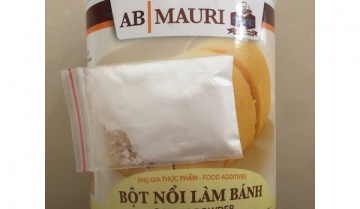 AB|MAURI
PHỤ GIA THỰC PHẨM - FOOD ADDITIVES
BỘT NỔI LÀM BÁNH